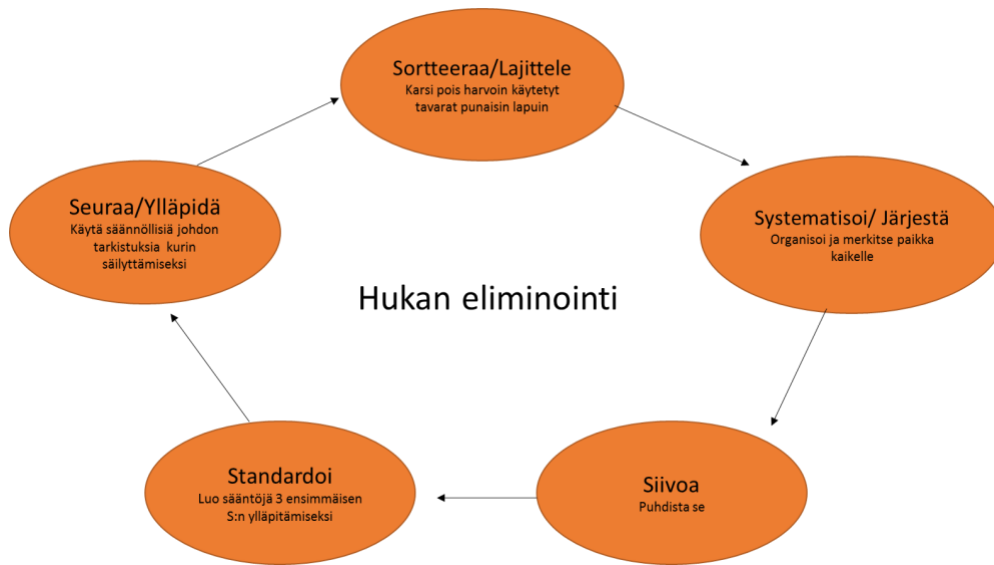 Sortteeraa/Lajittele
Karsi pois harvoin käytetyt
tavarat punaisin lapuin
Systematisoi/ Järjestä
Organisoi ja merkitse paikka
kaikelle
Siivoa
Puhdista se
Standardoi
Luo sääntöjä 3 ensimmäisen
S:n ylläpitämiseksi
Seuraa/Ylläpidä
Käytä säännöllisiä johdon
tarkistuksia kurin
säilyttämiseksi
Hukan eliminointi